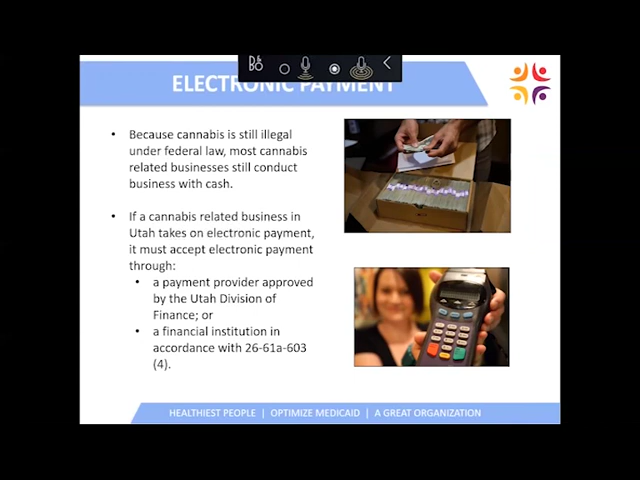 ELECTRONIC PAYMENT
• Because cannabis is still illegal
under federal law, most cannabis
related businesses still conduct
business with cash.
• If a cannabis related business in
Utah takes on electronic payment,
it must accept electronic payment
through:
• a payment provider approved
by the Utah Division of
Finance; or
• a financial institution in
accordance with 26-61a-603
(4).
HEALTHIEST PEOPLE | OPTIMIZE MEDICAID | A GREAT ORGANIZATION